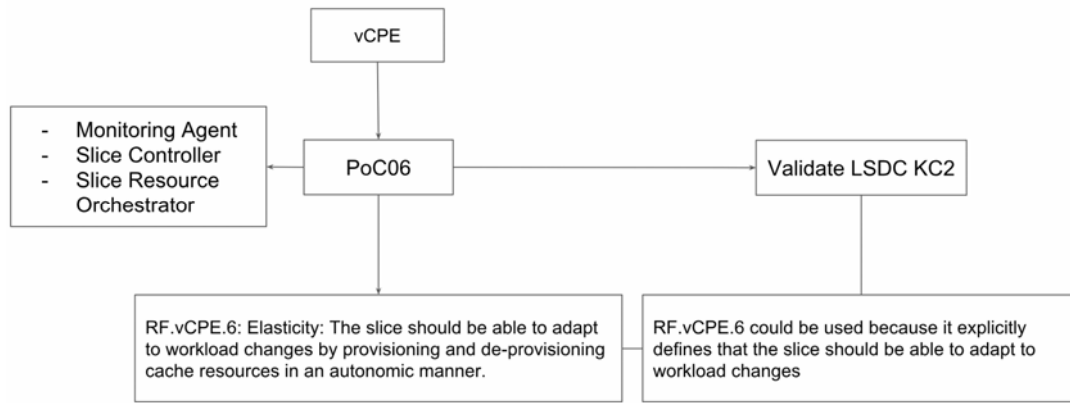 vCPE
- Monitoring Agent
- Slice Controller
- Slice Resource
Orchestrator
PoC06
Validate LSDC KC2
RF.vCPE.6: Elasticity: The slice should be able to adapt
to workload changes by provisioning and de-provisioning
cache resources in an autonomic manner.
RF.vCPE.6 could be used because it explicitly
defines that the slice should be able to adapt to
workload changes